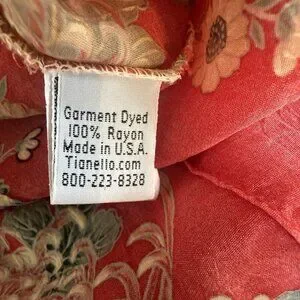 Garment Dyed
100% Rayon
Made in U.S.A.
Tianello.com
800-223-8328